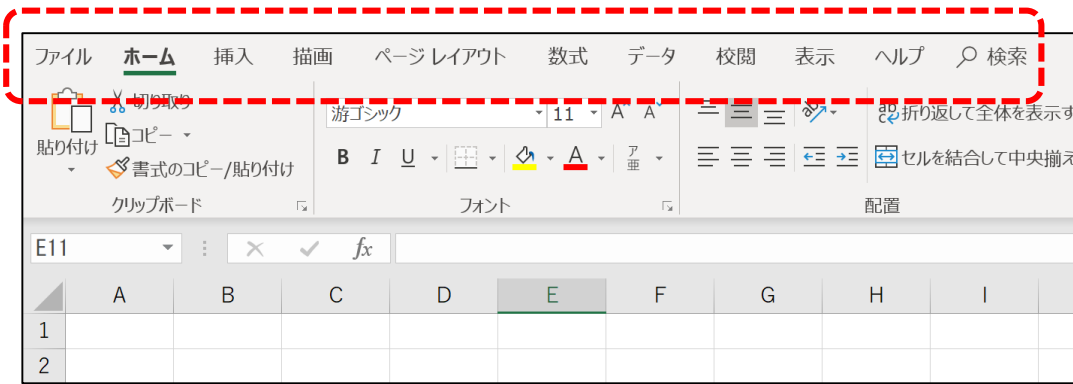 ファイル ホーム 挿入 描画 ページ レイアウト 数式 データ 校閲 表示 ヘルプ 検索
切り取り
游ゴシック 11 A A ab 折り返して全体を表示す
コピー
貼り付け
B I U A ア亜 セルを結合して中央揃え
書式のコピー/貼り付け
クリップボード フォント 配置
E11 fx
A B C D E F G H I
1
2